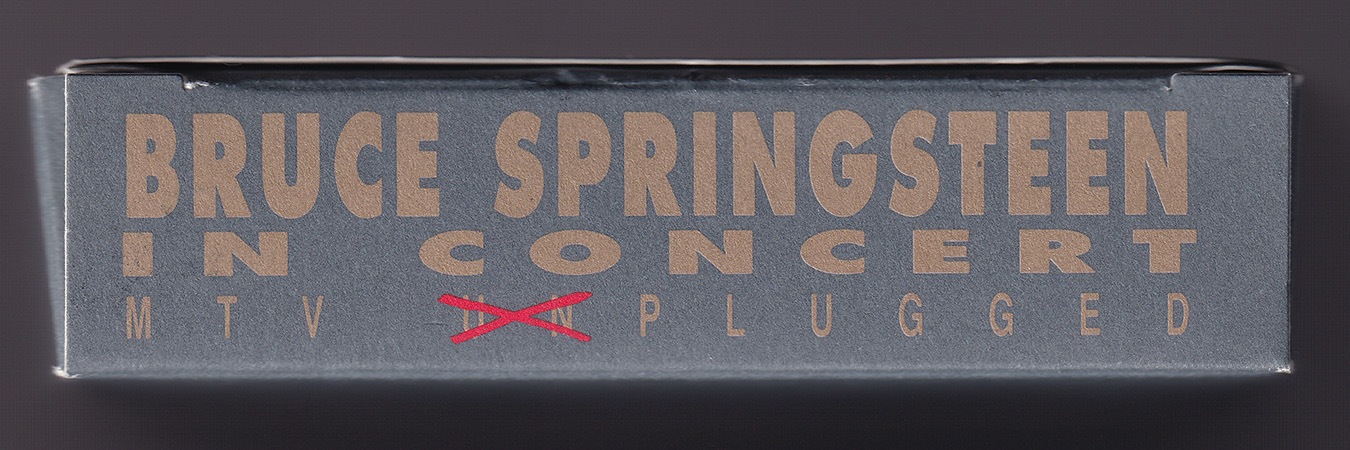 BRUCE SPRINGSTEEN
IN CONCERT
MTV UNPLUGGED